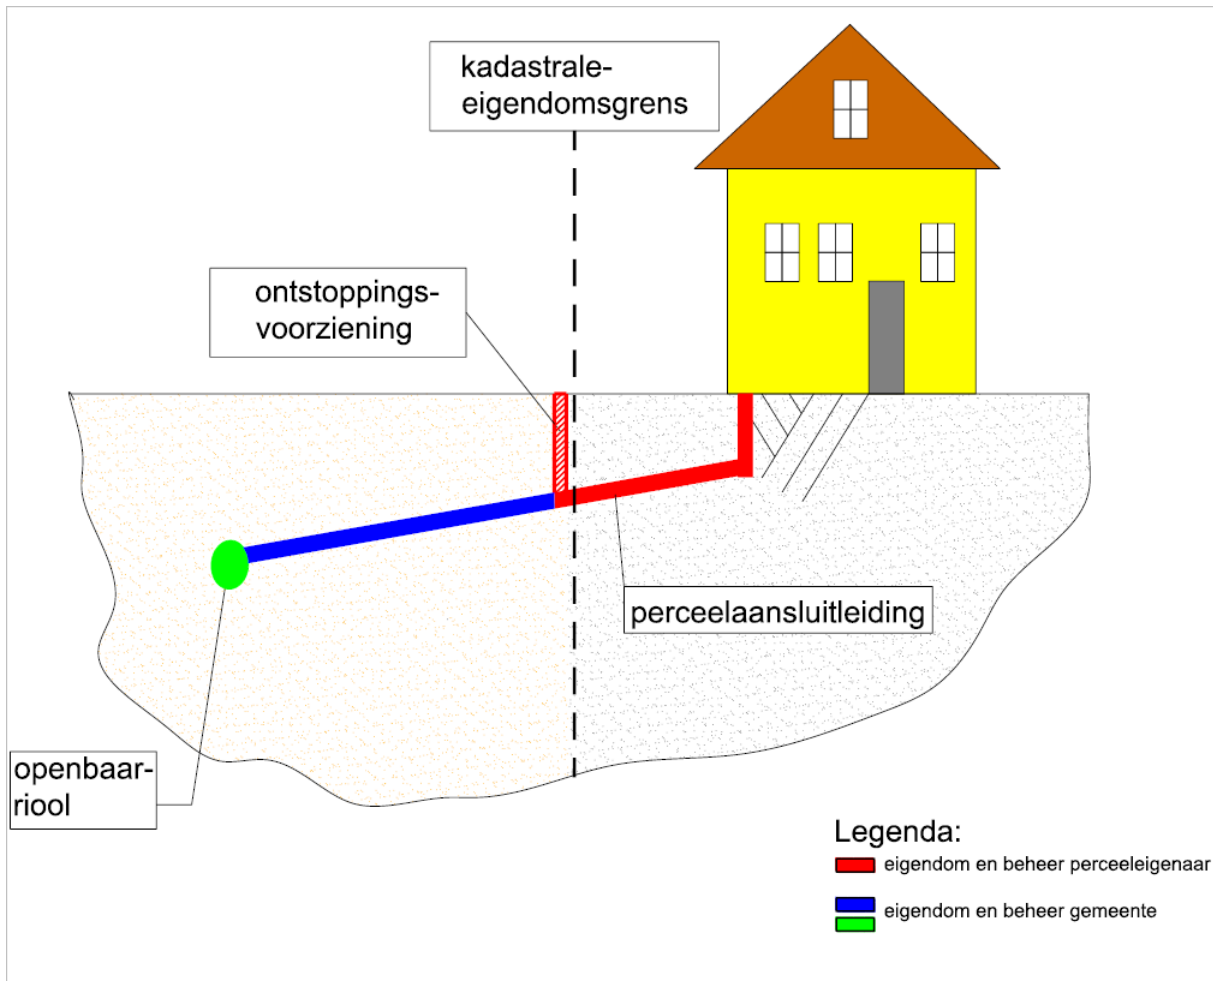 kadastrale-
eigendomsgrens
ontstoppings-
voorziening
perceelaansluitleiding
openbaar-
riool
Legenda:
eigendom en beheer perceeleigenaar
eigendom en beheer gemeente